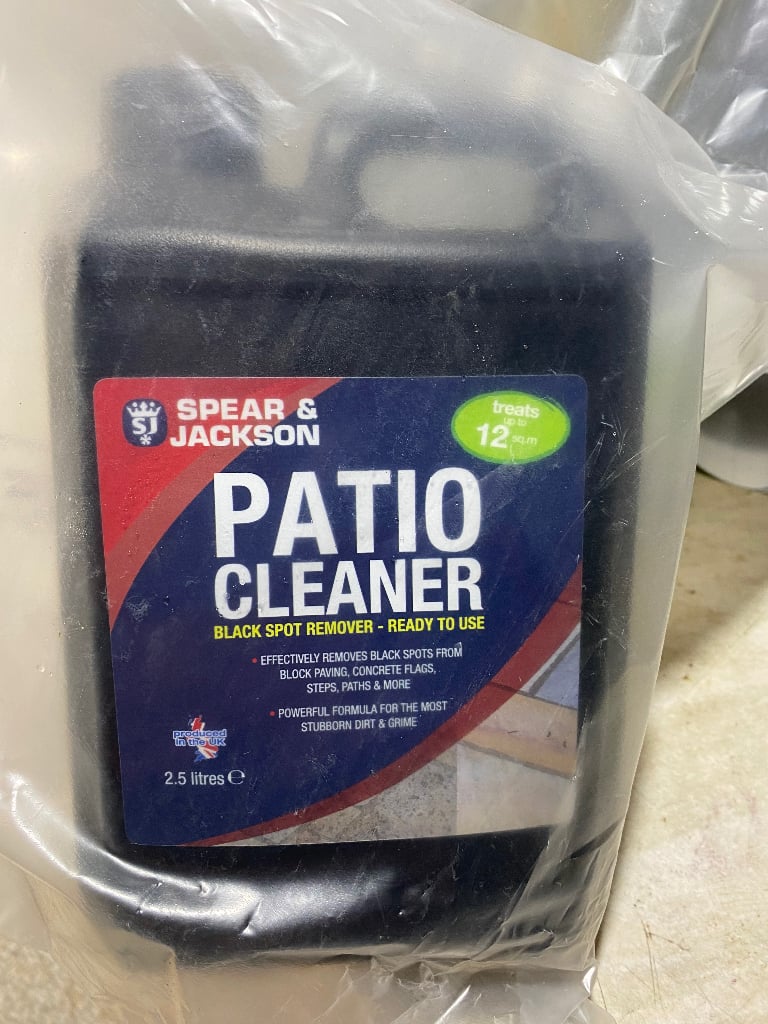 SJ
SPEAR &
JACKSON
treats
up to
12 sq.m
PATIO
CLEANER
BLACK SPOT REMOVER - READY TO USE
• EFFECTIVELY REMOVES BLACK SPOTS FROM
BLOCK PAVING, CONCRETE FLAGS,
STEPS, PATHS & MORE
• POWERFUL FORMULA FOR THE MOST
STUBBORN DIRT & GRIME
produced
in the UK
2.5 litres ℮